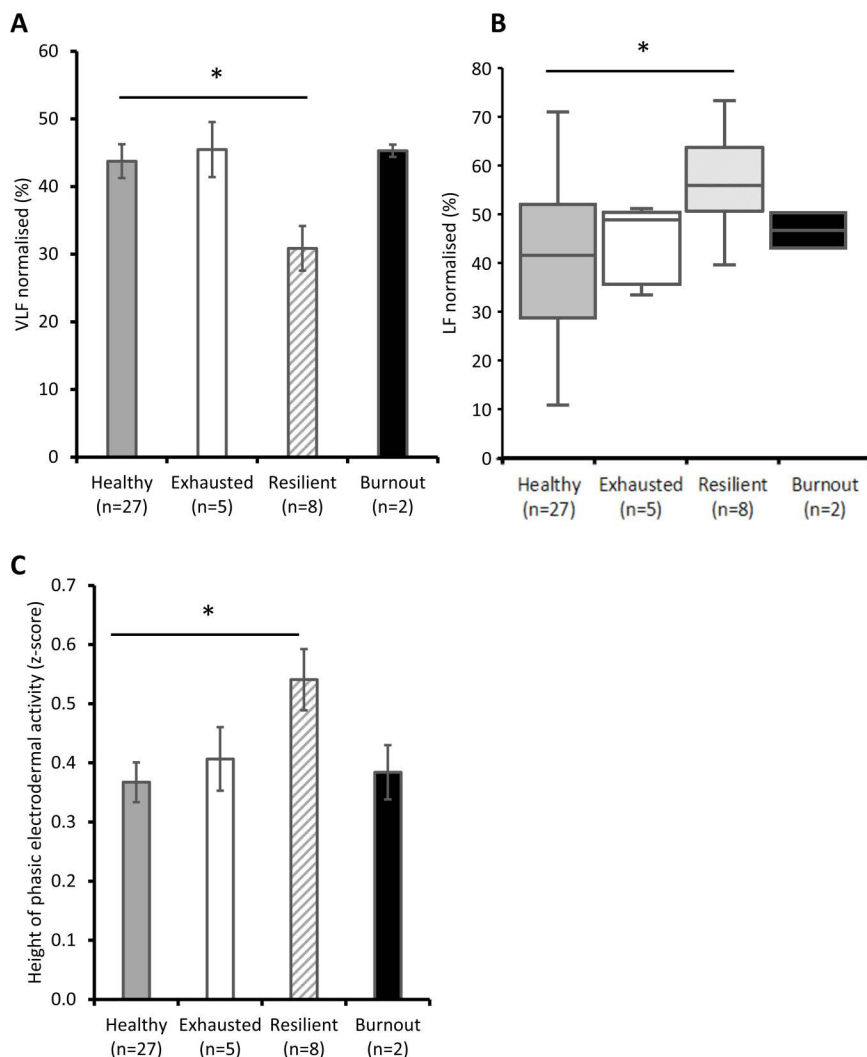 A
60
50
40
30
20
10
0
VLF normalised (%)
*
Healthy Exhausted Resilient Burnout
(n=27) (n=5) (n=8) (n=2)
B
80
70
60
50
40
30
20
10
0
LF normalised (%)
*
Healthy Exhausted Resilient Burnout
(n=27) (n=5) (n=8) (n=2)
C
0.7
0.6
0.5
0.4
0.3
0.2
0.1
0.0
Height of phasic electrodermal activity (z-score)
*
Healthy Exhausted Resilient Burnout
(n=27) (n=5) (n=8) (n=2)